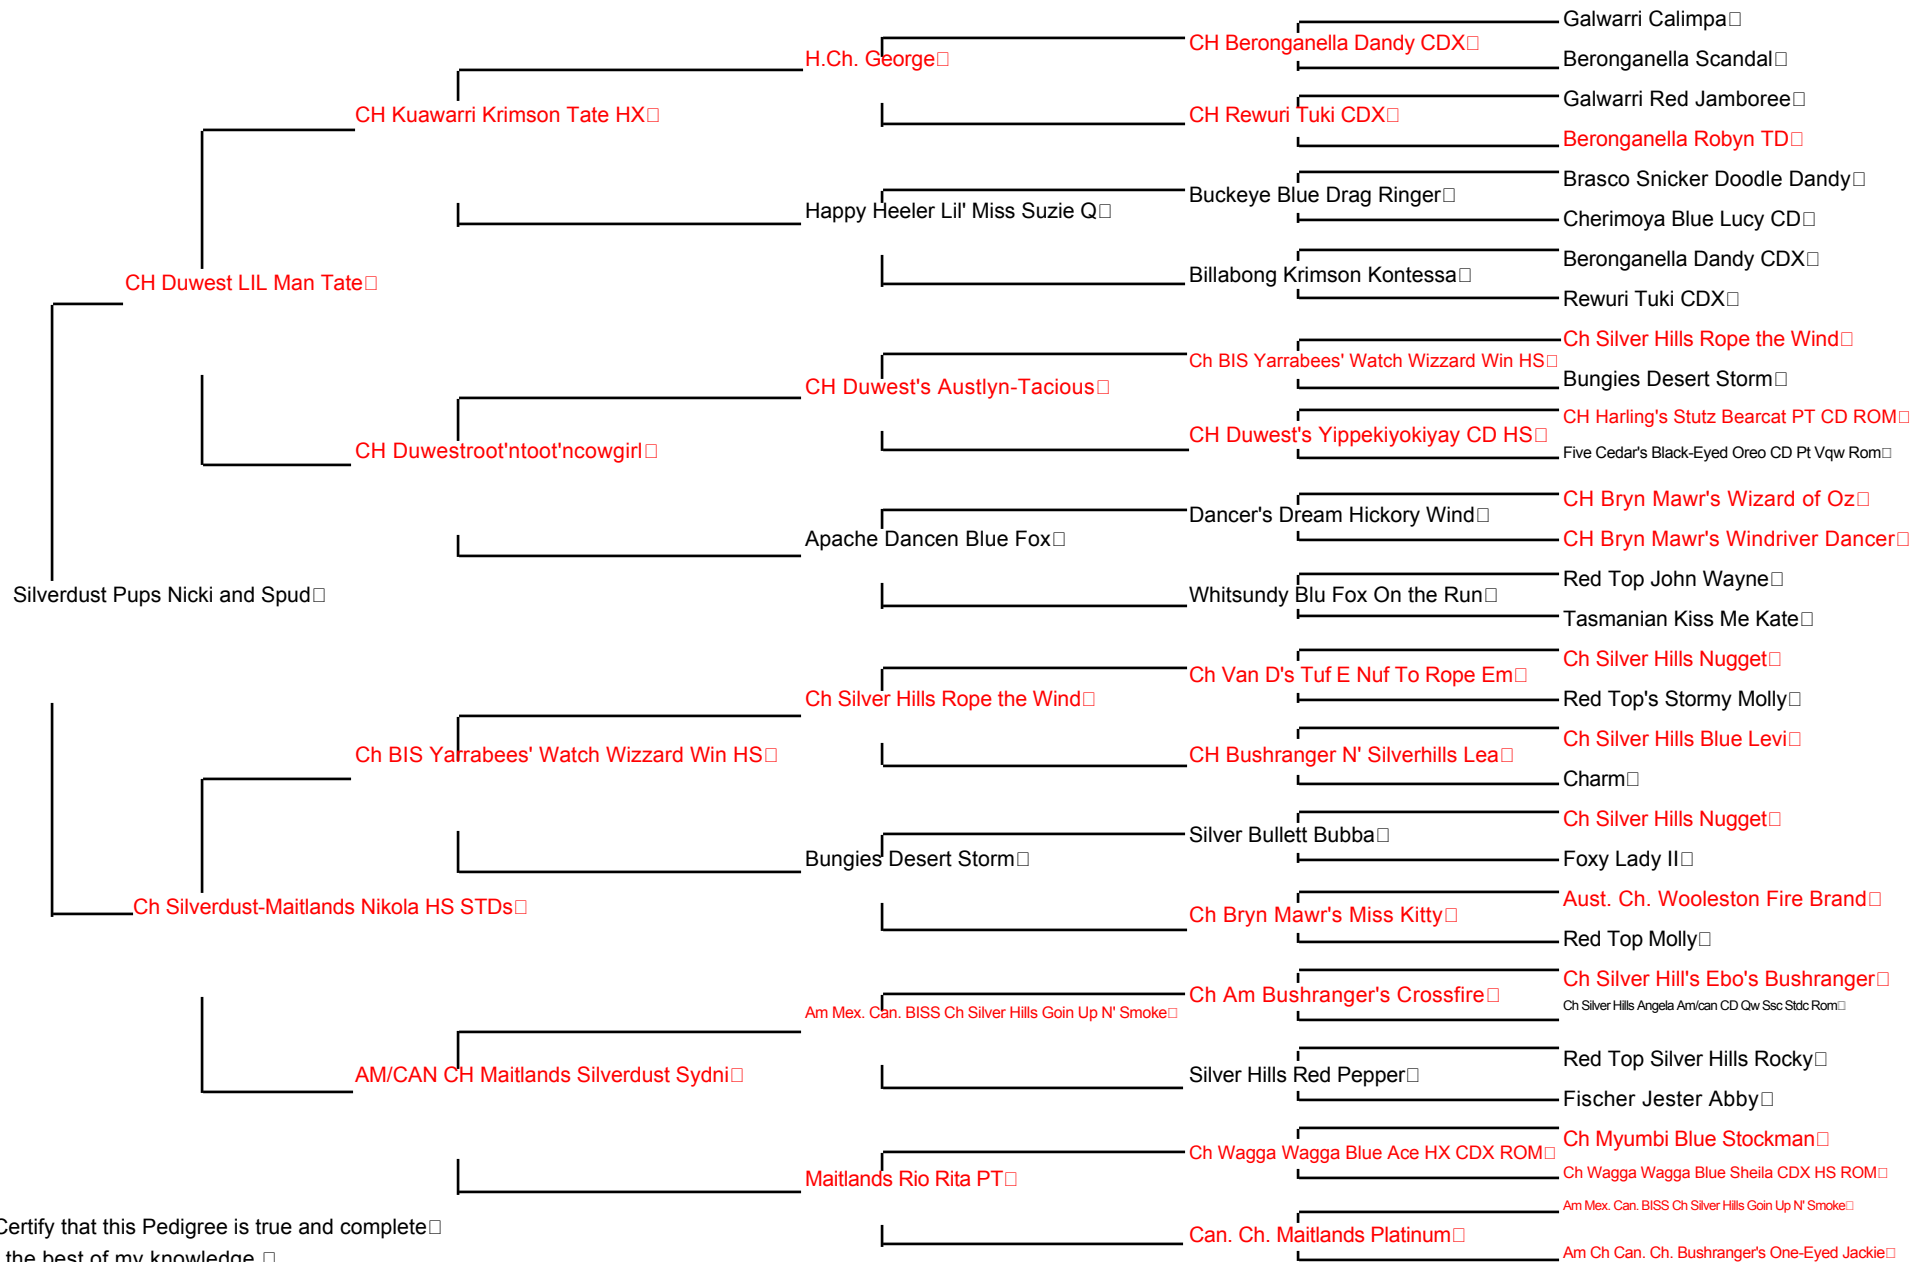 Galwarri Calimpa
CH Beronganella Dandy CDX
H.Ch. George
Beronganella Scandal
Galwarri Red Jamboree
CH Kuawarri Krimson Tate HX
CH Rewuri Tuki CDX
Beronganella Robyn TD
Brasco Snicker Doodle Dandy
Buckeye Blue Drag Ringer
Happy Heeler Lil' Miss Suzie Q
Cherimoya Blue Lucy CD
Beronganella Dandy CDX
Billabong Krimson Kontessa
CH Duwest LIL Man Tate
Rewuri Tuki CDX
Ch Silver Hills Rope the Wind
Ch BIS Yarrabees' Watch Wizzard Win HS
Bungies Desert Storm
CH Duwest's Austlyn-Tacious
CH Harling's Stutz Bearcat PT CD ROM
CH Duwest's Yippekiyokiyay CD HS
CH Duwestroot'ntoot'ncowgirl
Five Cedar's Black-Eyed Oreo CD Pt Vqw Rom
CH Bryn Mawr's Wizard of Oz
Dancer's Dream Hickory Wind
Apache Dancen Blue Fox
CH Bryn Mawr's Windriver Dancer
Red Top John Wayne
Silverdust Pups Nicki and Spud
Whitsundy Blu Fox On the Run
Tasmanian Kiss Me Kate
Ch Silver Hills Nugget
Ch Van D's Tuf E Nuf To Rope Em
Ch Silver Hills Rope the Wind
Red Top's Stormy Molly
Ch Silver Hills Blue Levi
Ch BIS Yarrabees' Watch Wizzard Win HS
CH Bushranger N' Silverhills Lea
Charm
Ch Silver Hills Nugget
Silver Bullett Bubba
Bungies Desert Storm
Foxy Lady II
Aust. Ch. Wooleston Fire Brand
Ch Silverdust-Maitlands Nikola HS STDs
Ch Bryn Mawr's Miss Kitty
Red Top Molly
Ch Silver Hill's Ebo's Bushranger
Ch Am Bushranger's Crossfire
Ch Silver Hills Angela Am/can CD Qw Ssc Stdc Rom
Am Mex. Can. BISS Ch Silver Hills Goin Up N' Smoke
Red Top Silver Hills Rocky
AM/CAN CH Maitlands Silverdust Sydni
Silver Hills Red Pepper
Fischer Jester Abby
Ch Myumbi Blue Stockman
Ch Wagga Wagga Blue Ace HX CDX ROM
Ch Wagga Wagga Blue Sheila CDX HS ROM
Maitlands Rio Rita PT
Am Mex. Can. BISS Ch Silver Hills Goin Up N' Smoke
Certify that this Pedigree is true and complete
Can. Ch. Maitlands Platinum
Am Ch Can. Ch. Bushranger's One-Eyed Jackie
the best of my knowledge